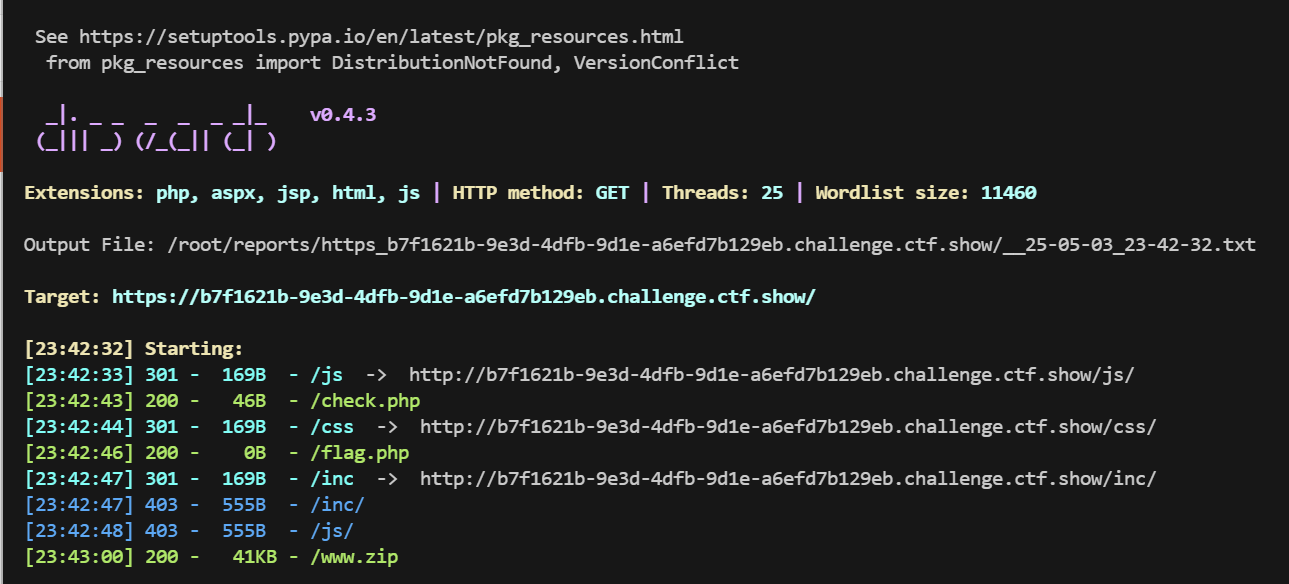 See https://setuptools.pypa.io/en/latest/pkg_resources.html
from pkg_resources import DistributionNotFound, VersionConflict
_|. _ _  _  _  _ _|_    v0.4.3
(_||| _) (/_(_|| (_| )
Extensions: php, aspx, jsp, html, js | HTTP method: GET | Threads: 25 | Wordlist size: 11460
Output File: /root/reports/https_b7f1621b-9e3d-4dfb-9d1e-a6efd7b129eb.challenge.ctf.show/__25-05-03_23-42-32.txt
Target: https://b7f1621b-9e3d-4dfb-9d1e-a6efd7b129eb.challenge.ctf.show/
[23:42:32] Starting:
[23:42:33] 301 -  169B  - /js  ->  http://b7f1621b-9e3d-4dfb-9d1e-a6efd7b129eb.challenge.ctf.show/js/
[23:42:43] 200 -   46B  - /check.php
[23:42:44] 301 -  169B  - /css  ->  http://b7f1621b-9e3d-4dfb-9d1e-a6efd7b129eb.challenge.ctf.show/css/
[23:42:46] 200 -    0B  - /flag.php
[23:42:47] 301 -  169B  - /inc  ->  http://b7f1621b-9e3d-4dfb-9d1e-a6efd7b129eb.challenge.ctf.show/inc/
[23:42:47] 403 -  555B  - /inc/
[23:42:48] 403 -  555B  - /js/
[23:43:00] 200 -   41KB - /www.zip